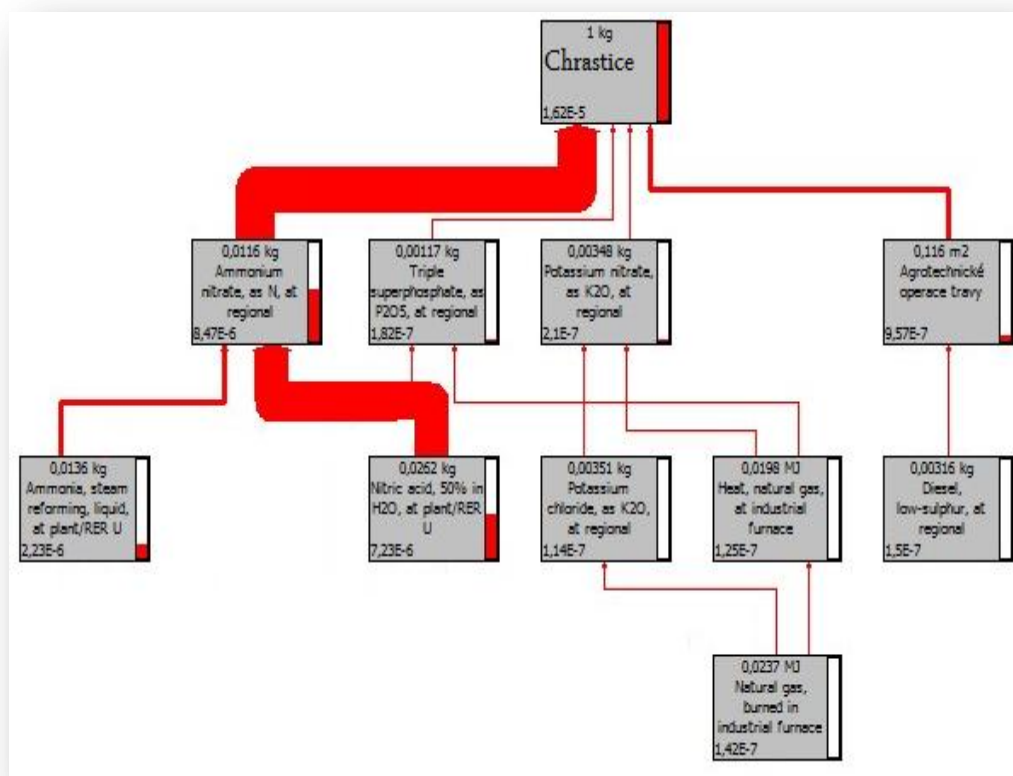 1 kg
Chrastice
1,62E-5
0,0116 kg
Ammonium
nitrate, as N, at
regional
8,47E-6
0,00117 kg
Triple
superphosphate, as
P2O5, at regional
1,82E-7
0,00348 kg
Potassium nitrate,
as K2O, at
regional
2,1E-7
0,116 m2
Agrotechnické
operace travy
9,57E-7
0,0136 kg
Ammonia, steam
reforming, liquid,
at plant/RER U
2,23E-6
0,0262 kg
Nitric acid, 50% in
H2O, at plant/RER
U
7,23E-6
0,00351 kg
Potassium
chloride, as K2O,
at regional
1,14E-7
0,0198 MJ
Heat, natural gas,
at industrial
furnace
1,25E-7
0,00316 kg
Diesel,
low-sulphur, at
regional
1,5E-7
0,0237 MJ
Natural gas,
burned in
industrial furnace
1,42E-7